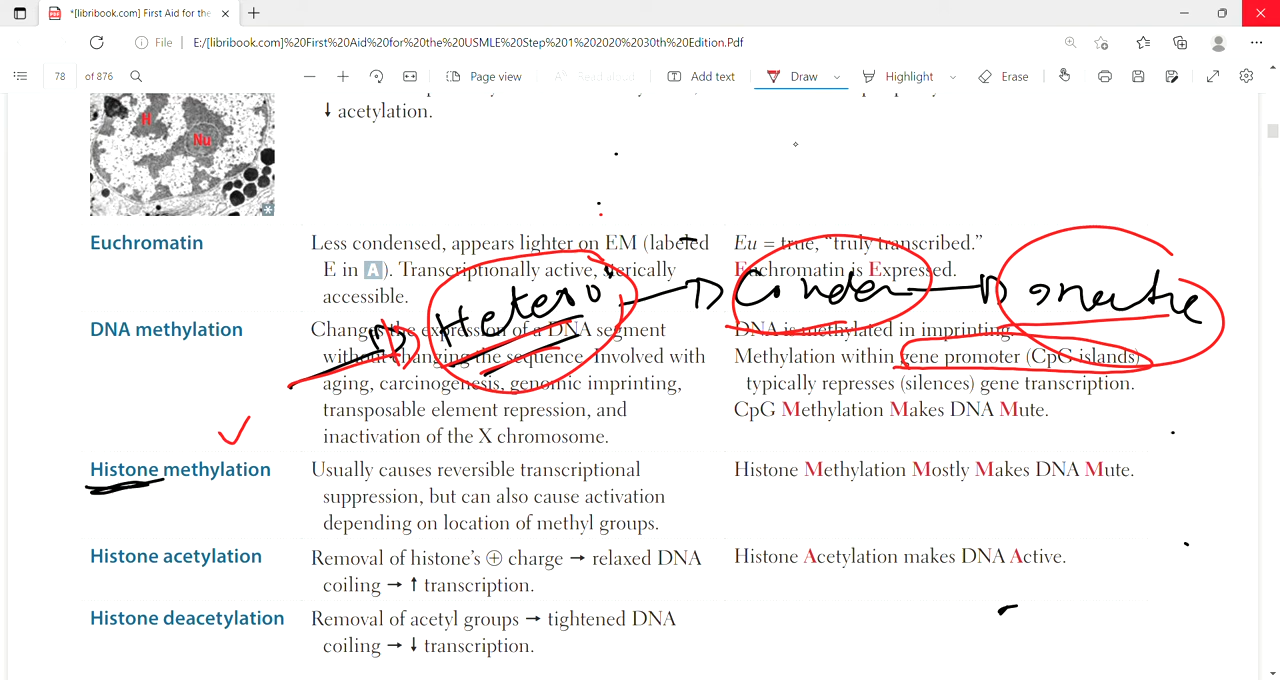 *[libribook.com] First Aid for the
File E:/[libribook.com]%20First%20Aid%20for%20the%20USMLE%20Step%201%202020%2030th%20Edition.Pdf
78 of 876 Page view Read aloud Add text Draw Highlight Erase
H
Nu
↓ acetylation.
Euchromatin
Less condensed, appears lighter on EM (labeled
E in A). Transcriptionally active, sterically
accessible.
Eu = true, “truly transcribed.”
Euchromatin is Expressed.
Hetero
Conden
DNA methylation
Changes the expression of a DNA segment
without changing the sequence. Involved with
aging, carcinogenesis, genomic imprinting,
transposable element repression, and
inactivation of the X chromosome.
DNA is methylated in imprinting
Methylation within gene promoter (CpG islands)
typically represses (silences) gene transcription.
CpG Methylation Makes DNA Mute.
Histone methylation
Usually causes reversible transcriptional
suppression, but can also cause activation
depending on location of methyl groups.
Histone Methylation Mostly Makes DNA Mute.
Histone acetylation
Removal of histone’s ⊕ charge → relaxed DNA
coiling → ↑ transcription.
Histone Acetylation makes DNA Active.
Histone deacetylation
Removal of acetyl groups → tightened DNA
coiling → ↓ transcription.